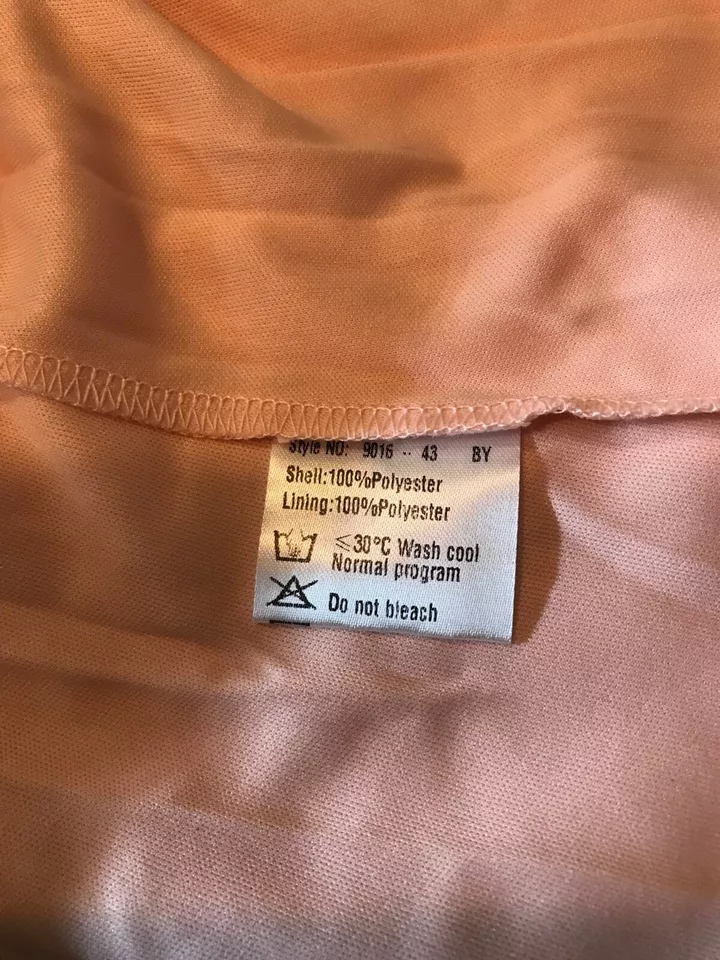 Style NO: 9016 -- 43 BY
Shell:100%Polyester
Lining:100%Polyester
≤30°C Wash cool
Normal program
Do not bleach